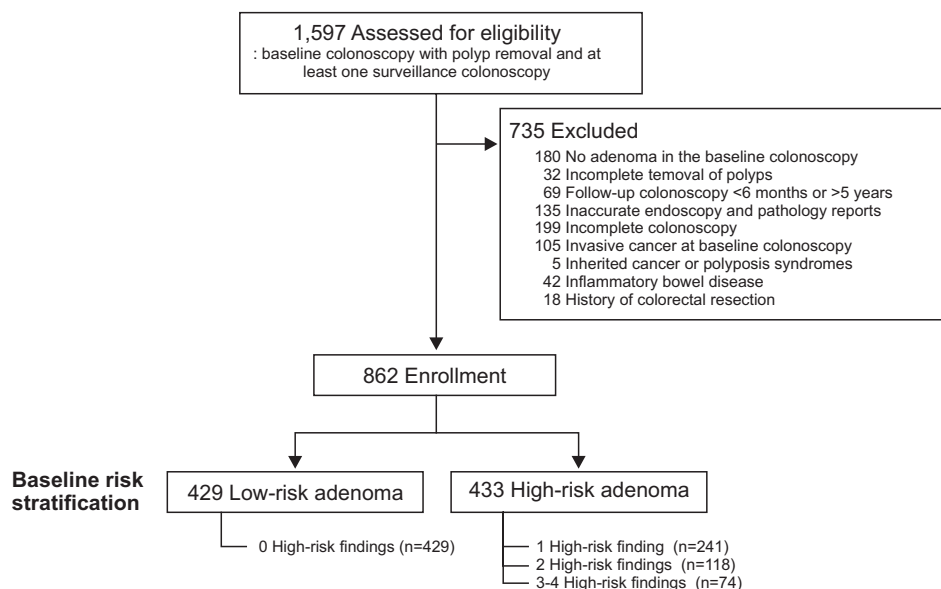 1,597 Assessed for eligibility
: baseline colonoscopy with polyp removal and at
least one surveillance colonoscopy
735 Excluded
180 No adenoma in the baseline colonoscopy
32 Incomplete temoval of polyps
69 Follow-up colonoscopy <6 months or >5 years
135 Inaccurate endoscopy and pathology reports
199 Incomplete colonoscopy
105 Invasive cancer at baseline colonoscopy
5 Inherited cancer or polyposis syndromes
42 Inflammatory bowel disease
18 History of colorectal resection
862 Enrollment
Baseline risk
stratification
429 Low-risk adenoma
433 High-risk adenoma
0 High-risk findings (n=429)
1 High-risk finding (n=241)
2 High-risk findings (n=118)
3-4 High-risk findings (n=74)